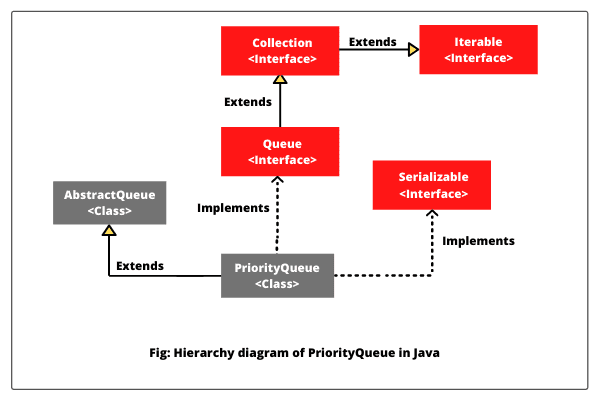 Collection
<Interface>
Extends
Iterable
<Interface>
Extends
Queue
<Interface>
Serializable
<Interface>
AbstractQueue
<Class>
Implements
Implements
Extends
PriorityQueue
<Class>
Fig: Hierarchy diagram of PriorityQueue in Java